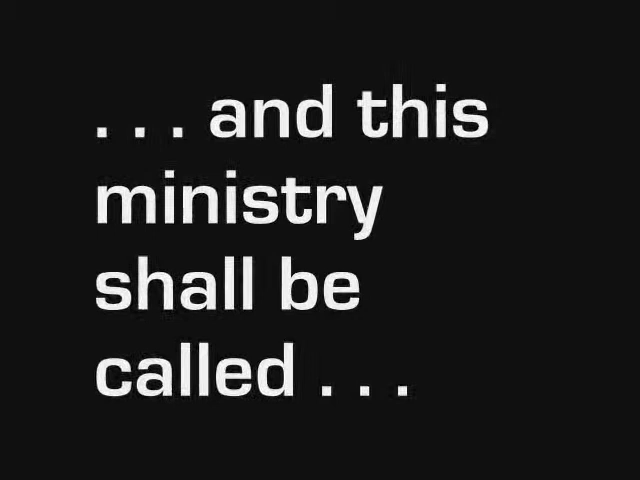 . . . and this
ministry
shall be
called . . .